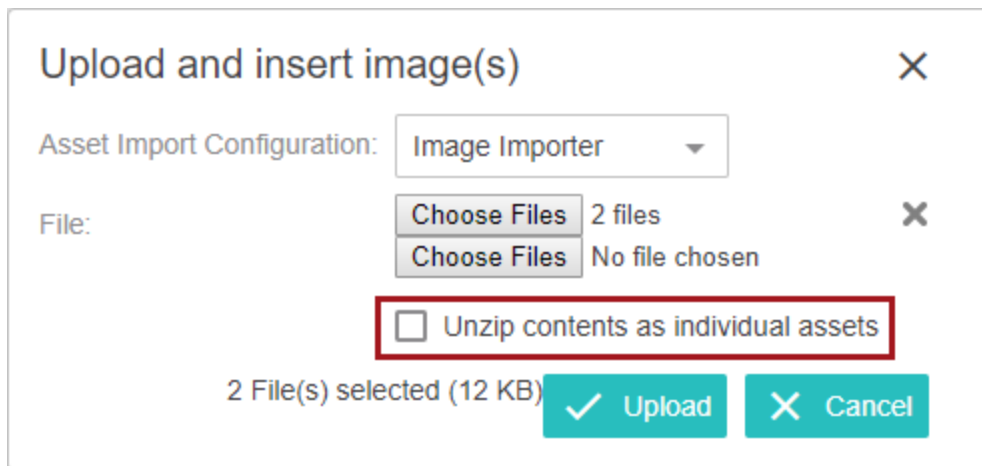 Upload and insert image(s)
Asset Import Configuration: Image Importer
File: Choose Files 2 files
Choose Files No file chosen
Unzip contents as individual assets
2 File(s) selected (12 KB) Upload Cancel